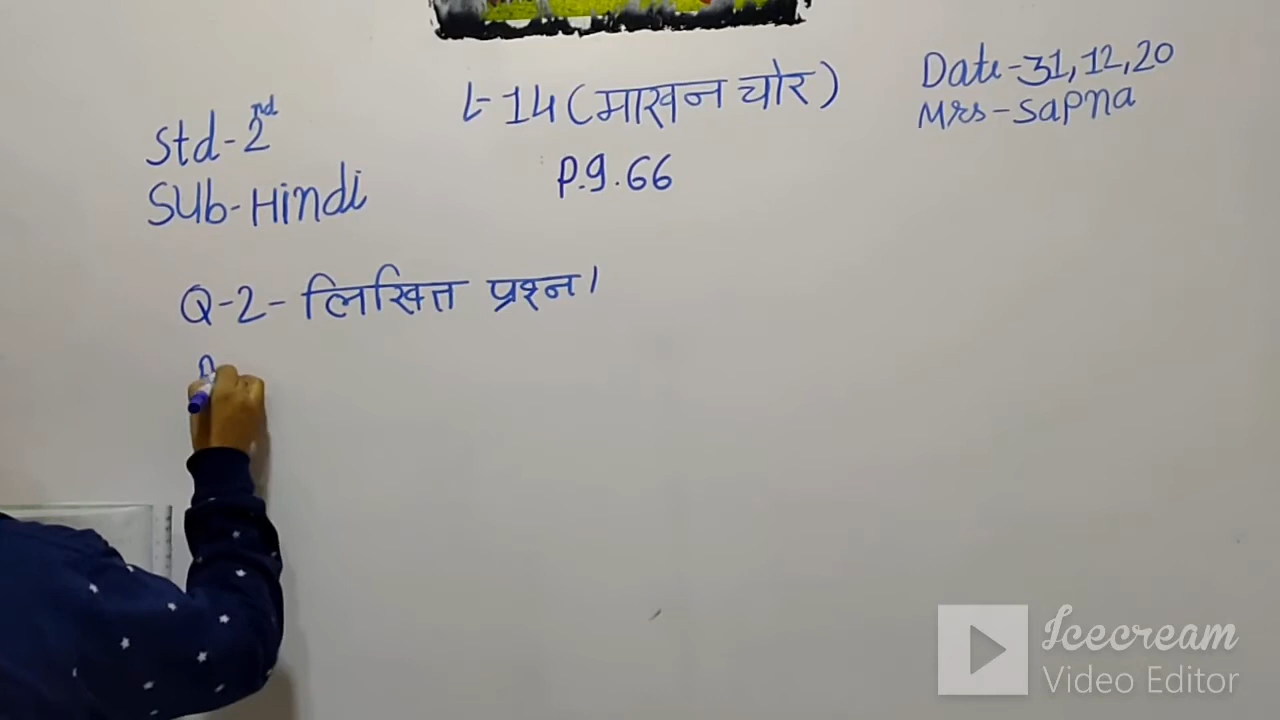 Std-2nd
Sub-Hindi
L-14 (माखन चोर)
P.g.66
Date-31,12,20
Mrs-Sapna
Q-2- लिखित प्रश्न।
Icecream
Video Editor